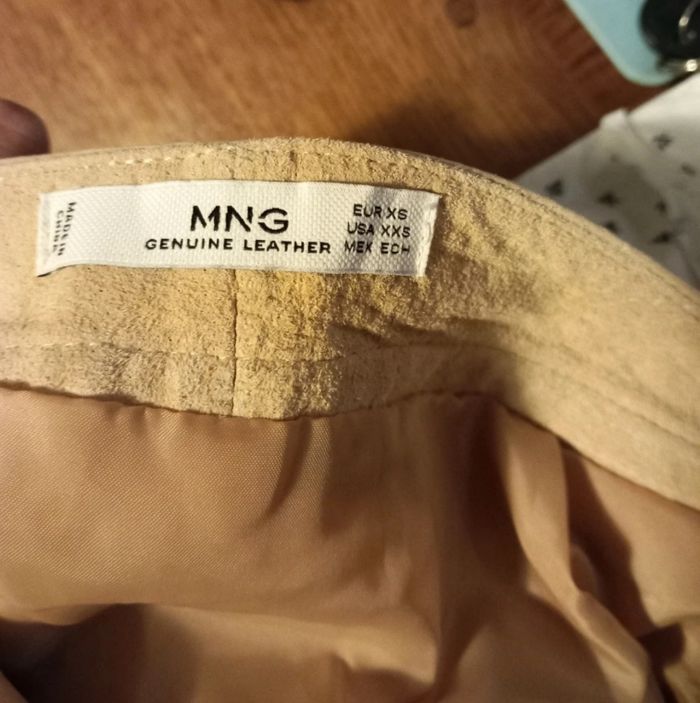 MADE IN
CHINA
MNG
GENUINE LEATHER
EUR XS
USA XXS
MEX ECH